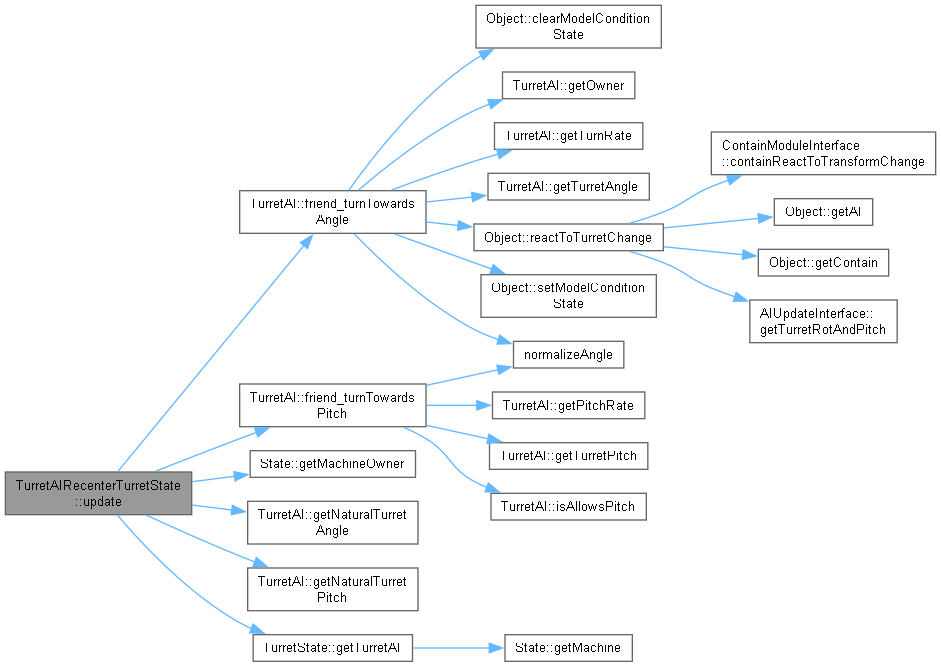 Object::clearModelCondition
State
TurretAI::getOwner
TurretAI::getTurnRate
ContainModuleInterface
::containReactToTransformChange
TurretAI::getTurretAngle
TurretAI::friend_turnTowards
Angle
Object::getAI
Object::reactToTurretChange
Object::getContain
Object::setModelCondition
State
AIUpdateInterface::
getTurretRotAndPitch
normalizeAngle
TurretAI::friend_turnTowards
Pitch
TurretAI::getPitchRate
TurretAI::getTurretPitch
State::getMachineOwner
TurretAIRecenterTurretState
::update
TurretAI::isAllowsPitch
TurretAI::getNaturalTurret
Angle
TurretAI::getNaturalTurret
Pitch
TurretState::getTurretAI
State::getMachine